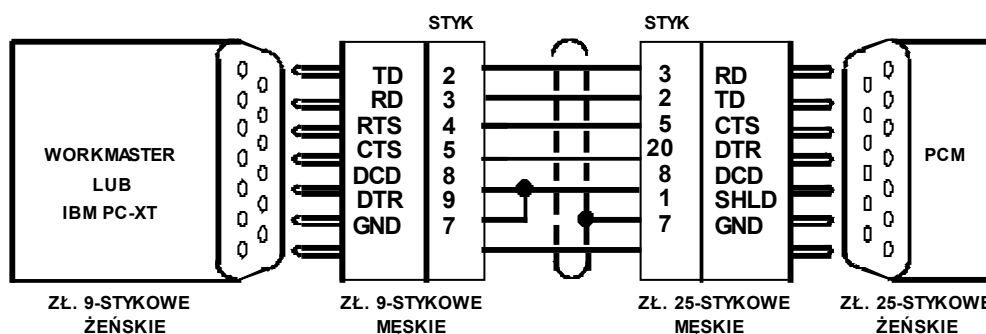 STYK STYK
TD 2 3 RD
RD 3 2 TD
RTS 4 5 CTS
CTS 5 20 DTR
DCD 8 8 DCD
DTR 9 1 SHLD
GND 7 7 GND
WORKMASTER
LUB
IBM PC-XT
PCM
ZŁ. 9-STYKOWE ZŁ. 9-STYKOWE ZŁ. 25-STYKOWE ZŁ. 25-STYKOWE
ŻEŃSKIE MĘSKIE MĘSKIE ŻEŃSKIE